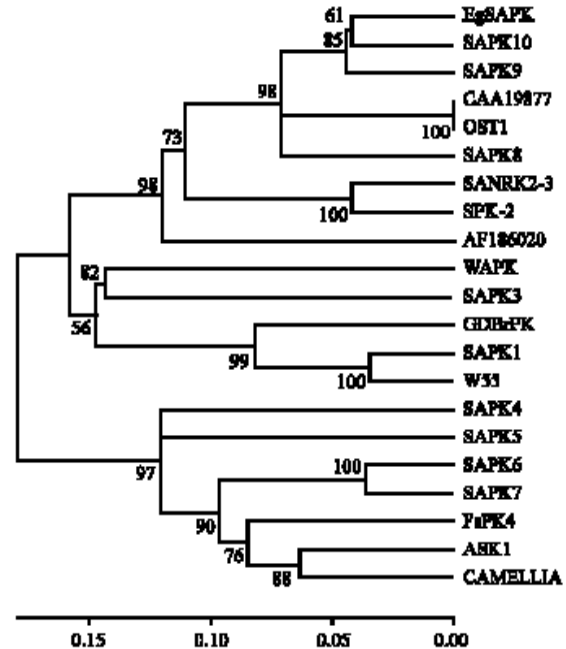 61
EgSAPK
85
SAPK10
SAPK9
98
CAA19877
100
OST1
73
SAPK8
98
SANRK2-3
100
SPK-2
AF186020
82
WAPK
SAPK3
56
99
SAPK1
100
W55
SAPK4
97
SAPK5
100
SAPK6
SAPK7
90
FsPK4
76
ASK1
88
CAMELLIA
0.15
0.10
0.05
0.00